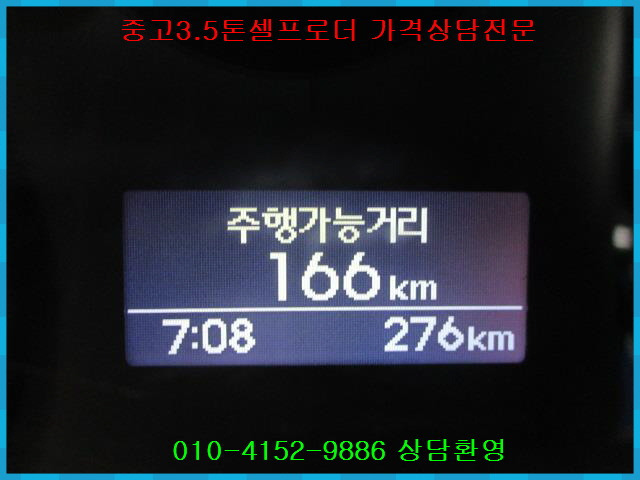 중고3.5톤셀프로더 가격상담전문
주행가능거리
166 km
7:08 276km
010-4152-9886 상담환영